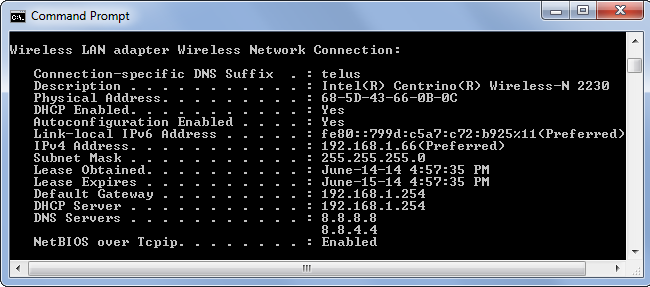 Command Prompt
Wireless LAN adapter Wireless Network Connection:
Connection-specific DNS Suffix  . : telus
Description . . . . . . . . . . . : Intel(R) Centrino(R) Wireless-N 2230
Physical Address. . . . . . . . . : 68-5D-43-66-0B-0C
DHCP Enabled. . . . . . . . . . . : Yes
Autoconfiguration Enabled . . . . : Yes
Link-local IPv6 Address . . . . . : fe80::799d:c5a7:c72:b925%11(Preferred)
IPv4 Address. . . . . . . . . . . : 192.168.1.66(Preferred)
Subnet Mask . . . . . . . . . . . : 255.255.255.0
Lease Obtained. . . . . . . . . . : June-14-14 4:57:35 PM
Lease Expires . . . . . . . . . . : June-15-14 4:57:35 PM
Default Gateway . . . . . . . . . : 192.168.1.254
DHCP Server . . . . . . . . . . . : 192.168.1.254
DNS Servers . . . . . . . . . . . : 8.8.8.8
8.8.4.4
NetBIOS over Tcpip. . . . . . . . : Enabled